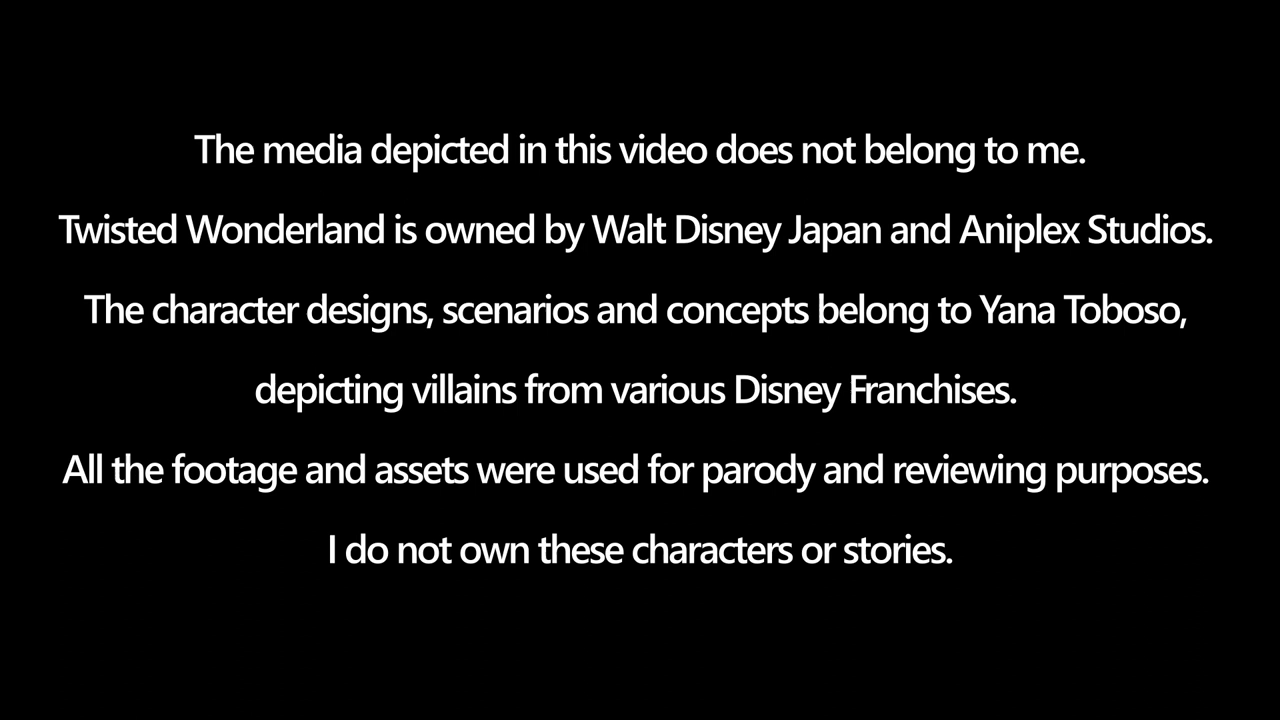 The media depicted in this video does not belong to me.
Twisted Wonderland is owned by Walt Disney Japan and Aniplex Studios.
The character designs, scenarios and concepts belong to Yana Toboso,
depicting villains from various Disney Franchises.
All the footage and assets were used for parody and reviewing purposes.
I do not own these characters or stories.